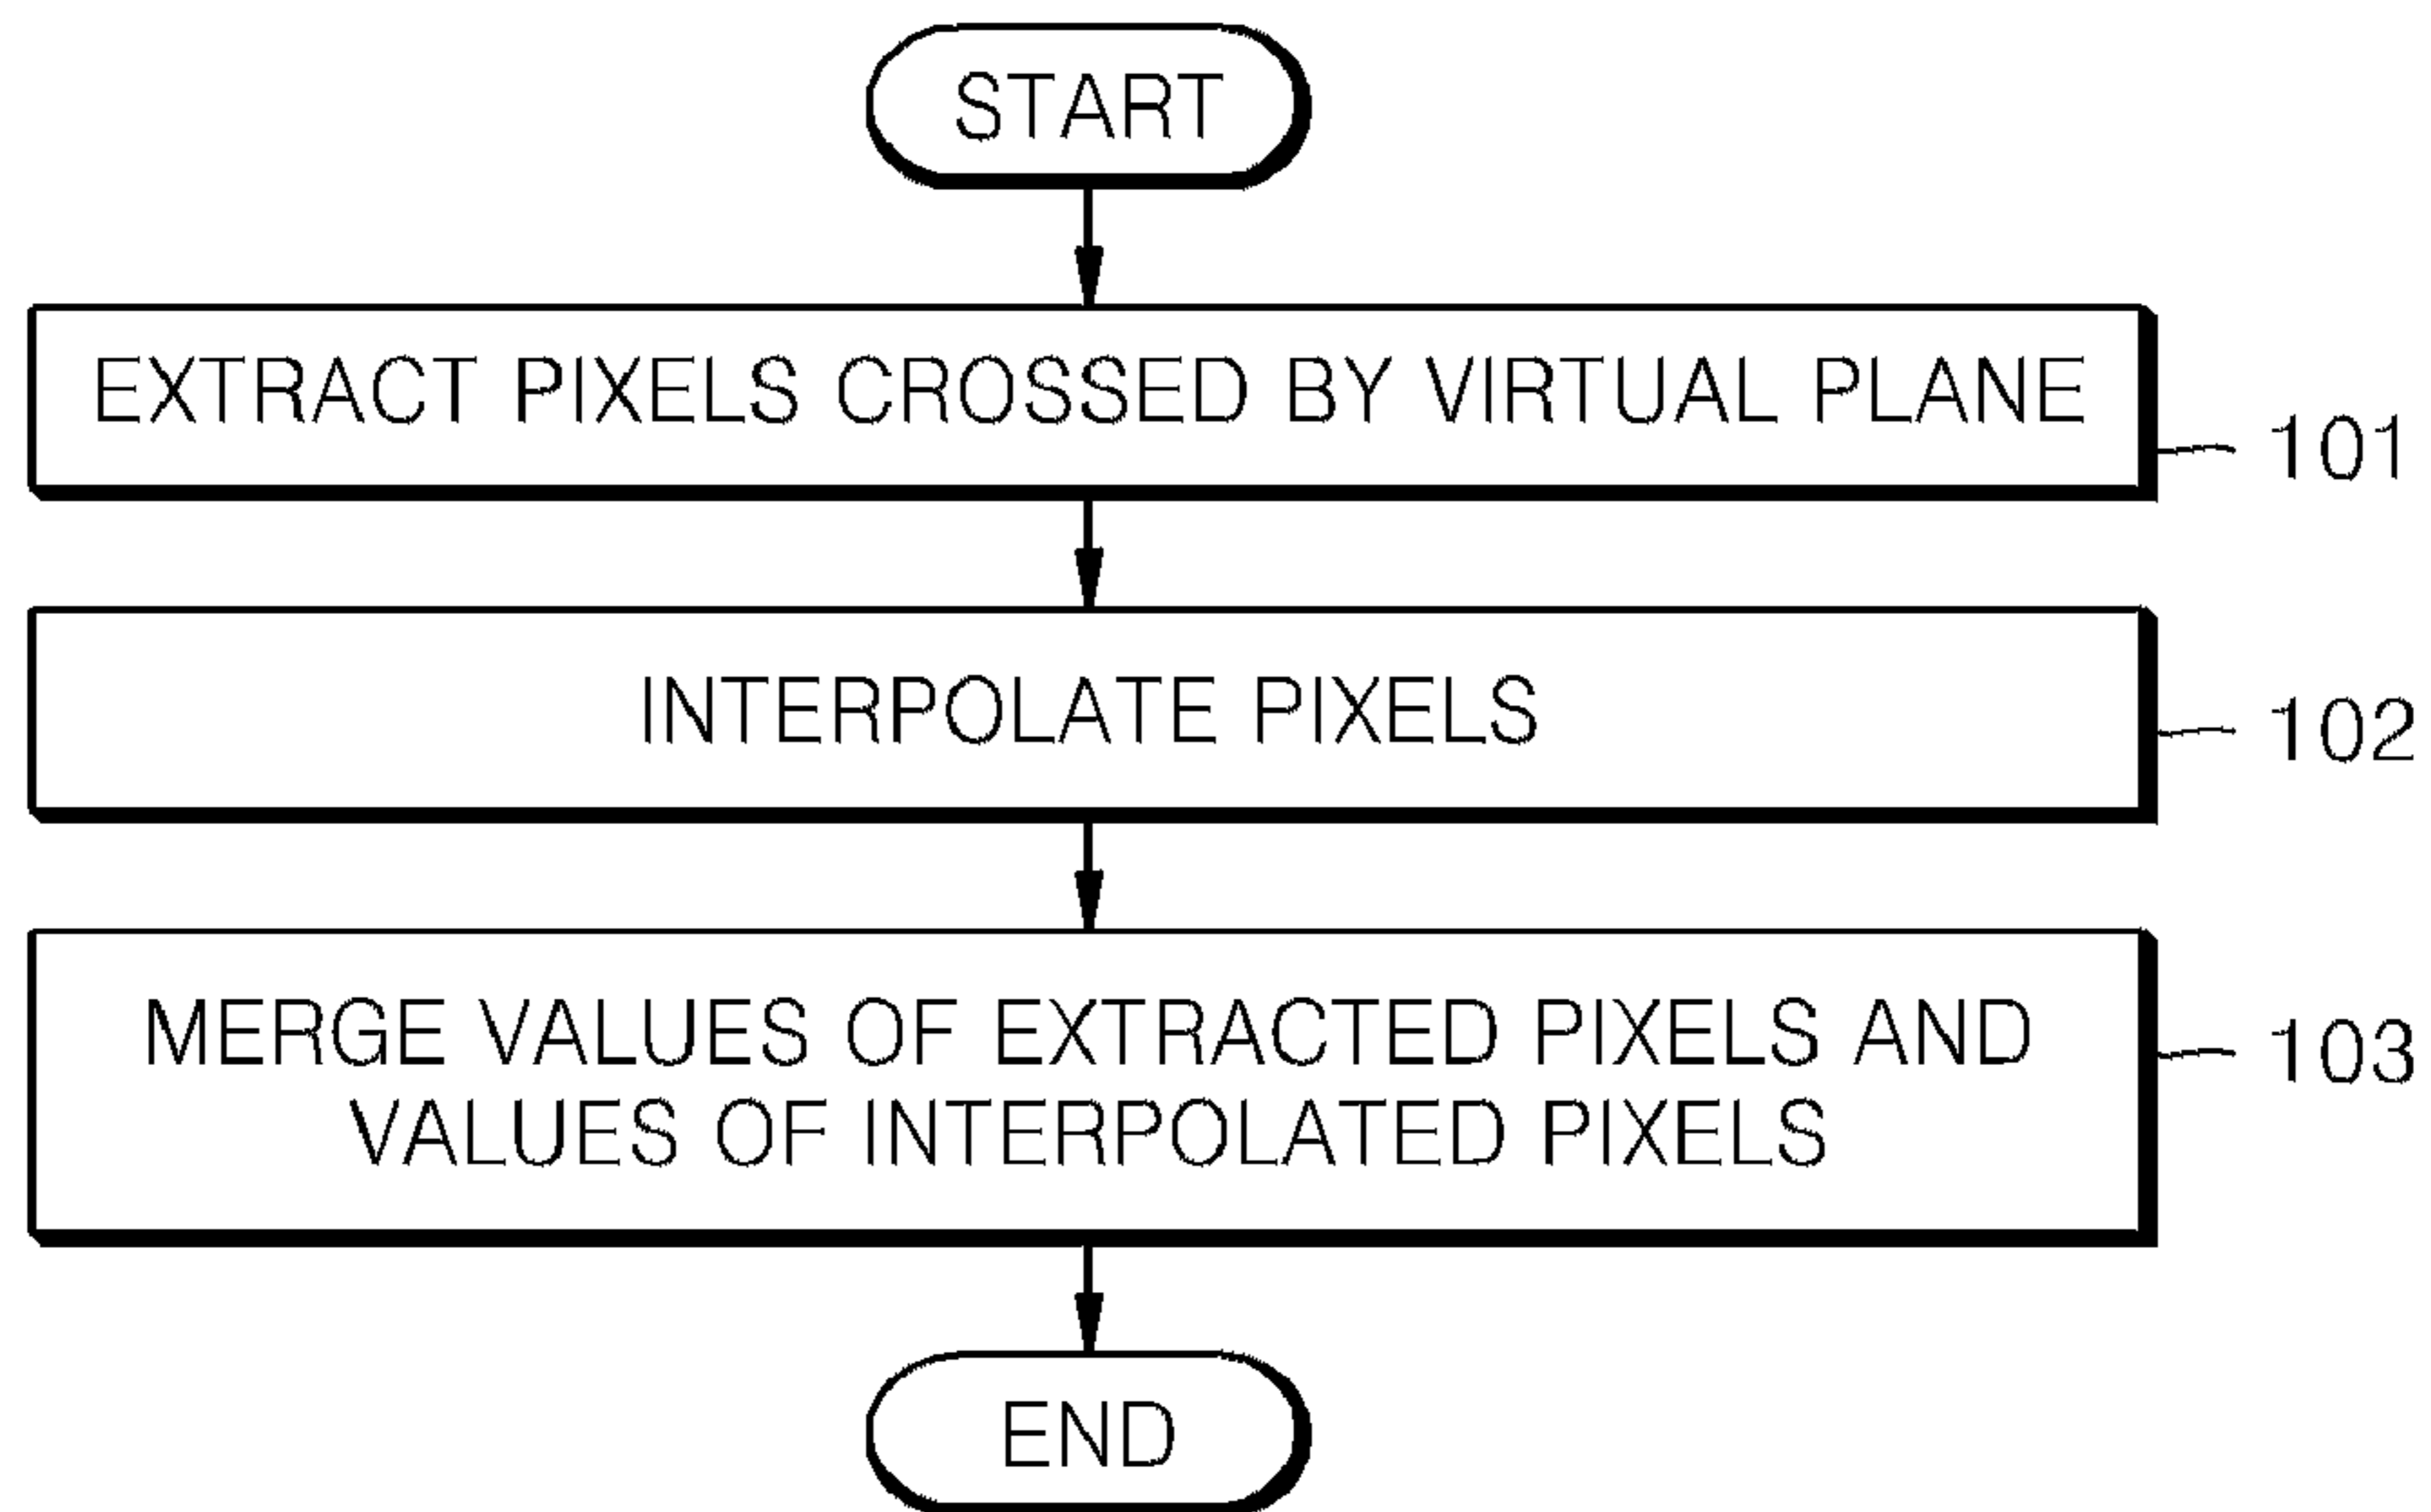 START
EXTRACT PIXELS CROSSED BY VIRTUAL PLANE
101
INTERPOLATE PIXELS
102
MERGE VALUES OF EXTRACTED PIXELS AND
103
VALUES OF INTERPOLATED PIXELS
END